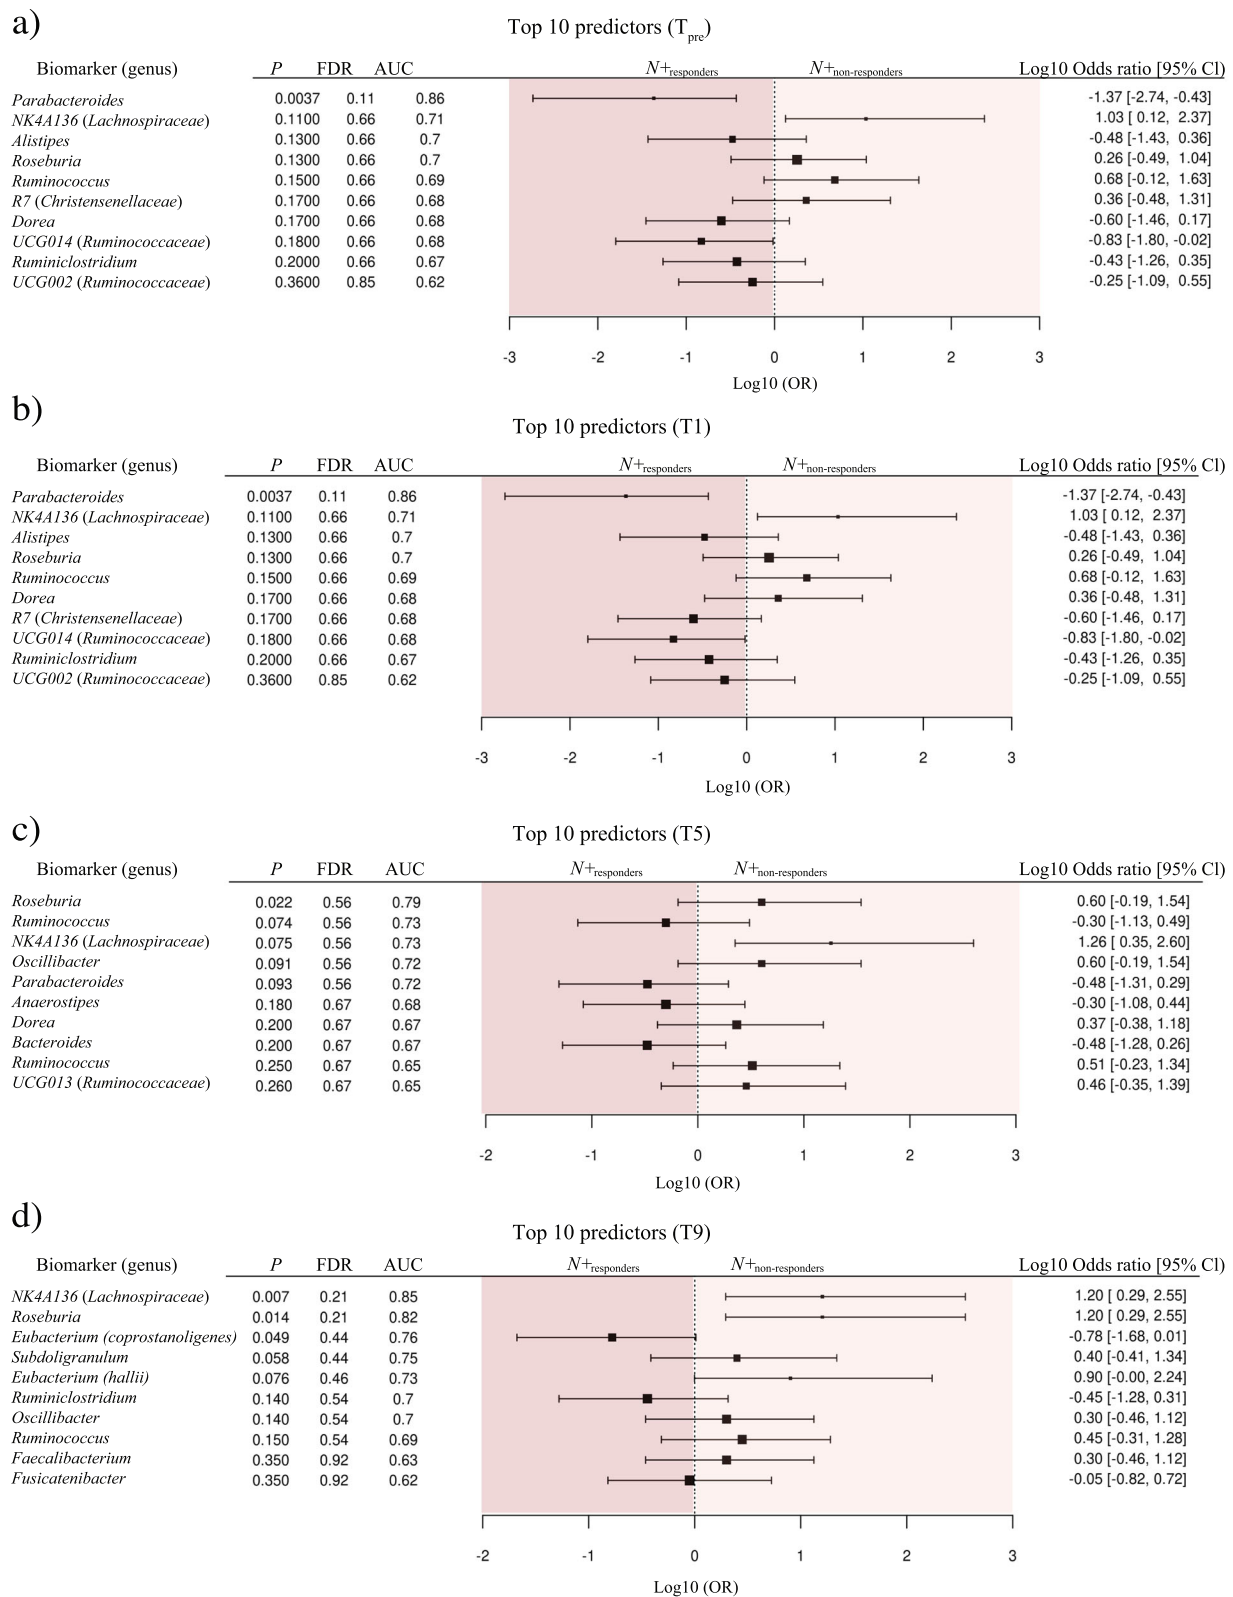 a)
Top 10 predictors (Tpre)
Biomarker (genus) P FDR AUC N+responders N+non-responders Log10 Odds ratio [95% Cl)
Parabacteroides 0.0037 0.11 0.86 -1.37 [-2.74, -0.43]
NK4A136 (Lachnospiraceae) 0.1100 0.66 0.71 1.03 [ 0.12, 2.37]
Alistipes 0.1300 0.66 0.7 -0.48 [-1.43, 0.36]
Roseburia 0.1300 0.66 0.7 0.26 [-0.49, 1.04]
Ruminococcus 0.1500 0.66 0.69 0.68 [-0.12, 1.63]
R7 (Christensenellaceae) 0.1700 0.66 0.68 0.36 [-0.48, 1.31]
Dorea 0.1700 0.66 0.68 -0.60 [-1.46, 0.17]
UCG014 (Ruminococcaceae) 0.1800 0.66 0.68 -0.83 [-1.80, -0.02]
Ruminiclostridium 0.2000 0.66 0.67 -0.43 [-1.26, 0.35]
UCG002 (Ruminococcaceae) 0.3600 0.85 0.62 -0.25 [-1.09, 0.55]
-3 -2 -1 0 1 2 3
Log10 (OR)
b)
Top 10 predictors (T1)
Biomarker (genus) P FDR AUC N+responders N+non-responders Log10 Odds ratio [95% Cl)
Parabacteroides 0.0037 0.11 0.86 -1.37 [-2.74, -0.43]
NK4A136 (Lachnospiraceae) 0.1100 0.66 0.71 1.03 [ 0.12, 2.37]
Alistipes 0.1300 0.66 0.7 -0.48 [-1.43, 0.36]
Roseburia 0.1300 0.66 0.7 0.26 [-0.49, 1.04]
Ruminococcus 0.1500 0.66 0.69 0.68 [-0.12, 1.63]
Dorea 0.1700 0.66 0.68 0.36 [-0.48, 1.31]
R7 (Christensenellaceae) 0.1700 0.66 0.68 -0.60 [-1.46, 0.17]
UCG014 (Ruminococcaceae) 0.1800 0.66 0.68 -0.83 [-1.80, -0.02]
Ruminiclostridium 0.2000 0.66 0.67 -0.43 [-1.26, 0.35]
UCG002 (Ruminococcaceae) 0.3600 0.85 0.62 -0.25 [-1.09, 0.55]
-3 -2 -1 0 1 2 3
Log10 (OR)
c)
Top 10 predictors (T5)
Biomarker (genus) P FDR AUC N+responders N+non-responders Log10 Odds ratio [95% Cl)
Roseburia 0.022 0.56 0.79 0.60 [-0.19, 1.54]
Ruminococcus 0.074 0.56 0.73 -0.30 [-1.13, 0.49]
NK4A136 (Lachnospiraceae) 0.075 0.56 0.73 1.26 [ 0.35, 2.60]
Oscillibacter 0.091 0.56 0.72 0.60 [-0.19, 1.54]
Parabacteroides 0.093 0.56 0.72 -0.48 [-1.31, 0.29]
Anaerostipes 0.180 0.67 0.68 -0.30 [-1.08, 0.44]
Dorea 0.200 0.67 0.67 0.37 [-0.38, 1.18]
Bacteroides 0.200 0.67 0.67 -0.48 [-1.28, 0.26]
Ruminococcus 0.250 0.67 0.65 0.51 [-0.23, 1.34]
UCG013 (Ruminococcaceae) 0.260 0.67 0.65 0.46 [-0.35, 1.39]
-2 -1 0 1 2 3
Log10 (OR)
d)
Top 10 predictors (T9)
Biomarker (genus) P FDR AUC N+responders N+non-responders Log10 Odds ratio [95% Cl)
NK4A136 (Lachnospiraceae) 0.007 0.21 0.85 1.20 [ 0.29, 2.55]
Roseburia 0.014 0.21 0.82 1.20 [ 0.29, 2.55]
Eubacterium (coprostanoligenes) 0.049 0.44 0.76 -0.78 [-1.68, 0.01]
Subdoligranulum 0.058 0.44 0.75 0.40 [-0.41, 1.34]
Eubacterium (hallii) 0.076 0.46 0.73 0.90 [-0.00, 2.24]
Ruminiclostridium 0.140 0.54 0.7 -0.45 [-1.28, 0.31]
Oscillibacter 0.140 0.54 0.7 0.30 [-0.46, 1.12]
Ruminococcus 0.150 0.54 0.69 0.45 [-0.31, 1.28]
Faecalibacterium 0.350 0.92 0.63 0.30 [-0.46, 1.12]
Fusicatenibacter 0.350 0.92 0.62 -0.05 [-0.82, 0.72]
-2 -1 0 1 2 3
Log10 (OR)